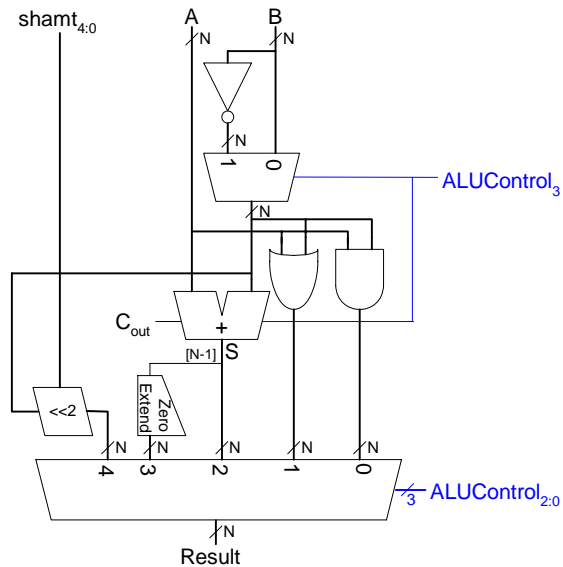 A B
shamt4:0
N N
N
1 0
ALUControl3
N
Cout
+
S
[N-1]
Zero
Extend
<<2
N N N N N
4 3 2 1 0
3
ALUControl2:0
N
Result